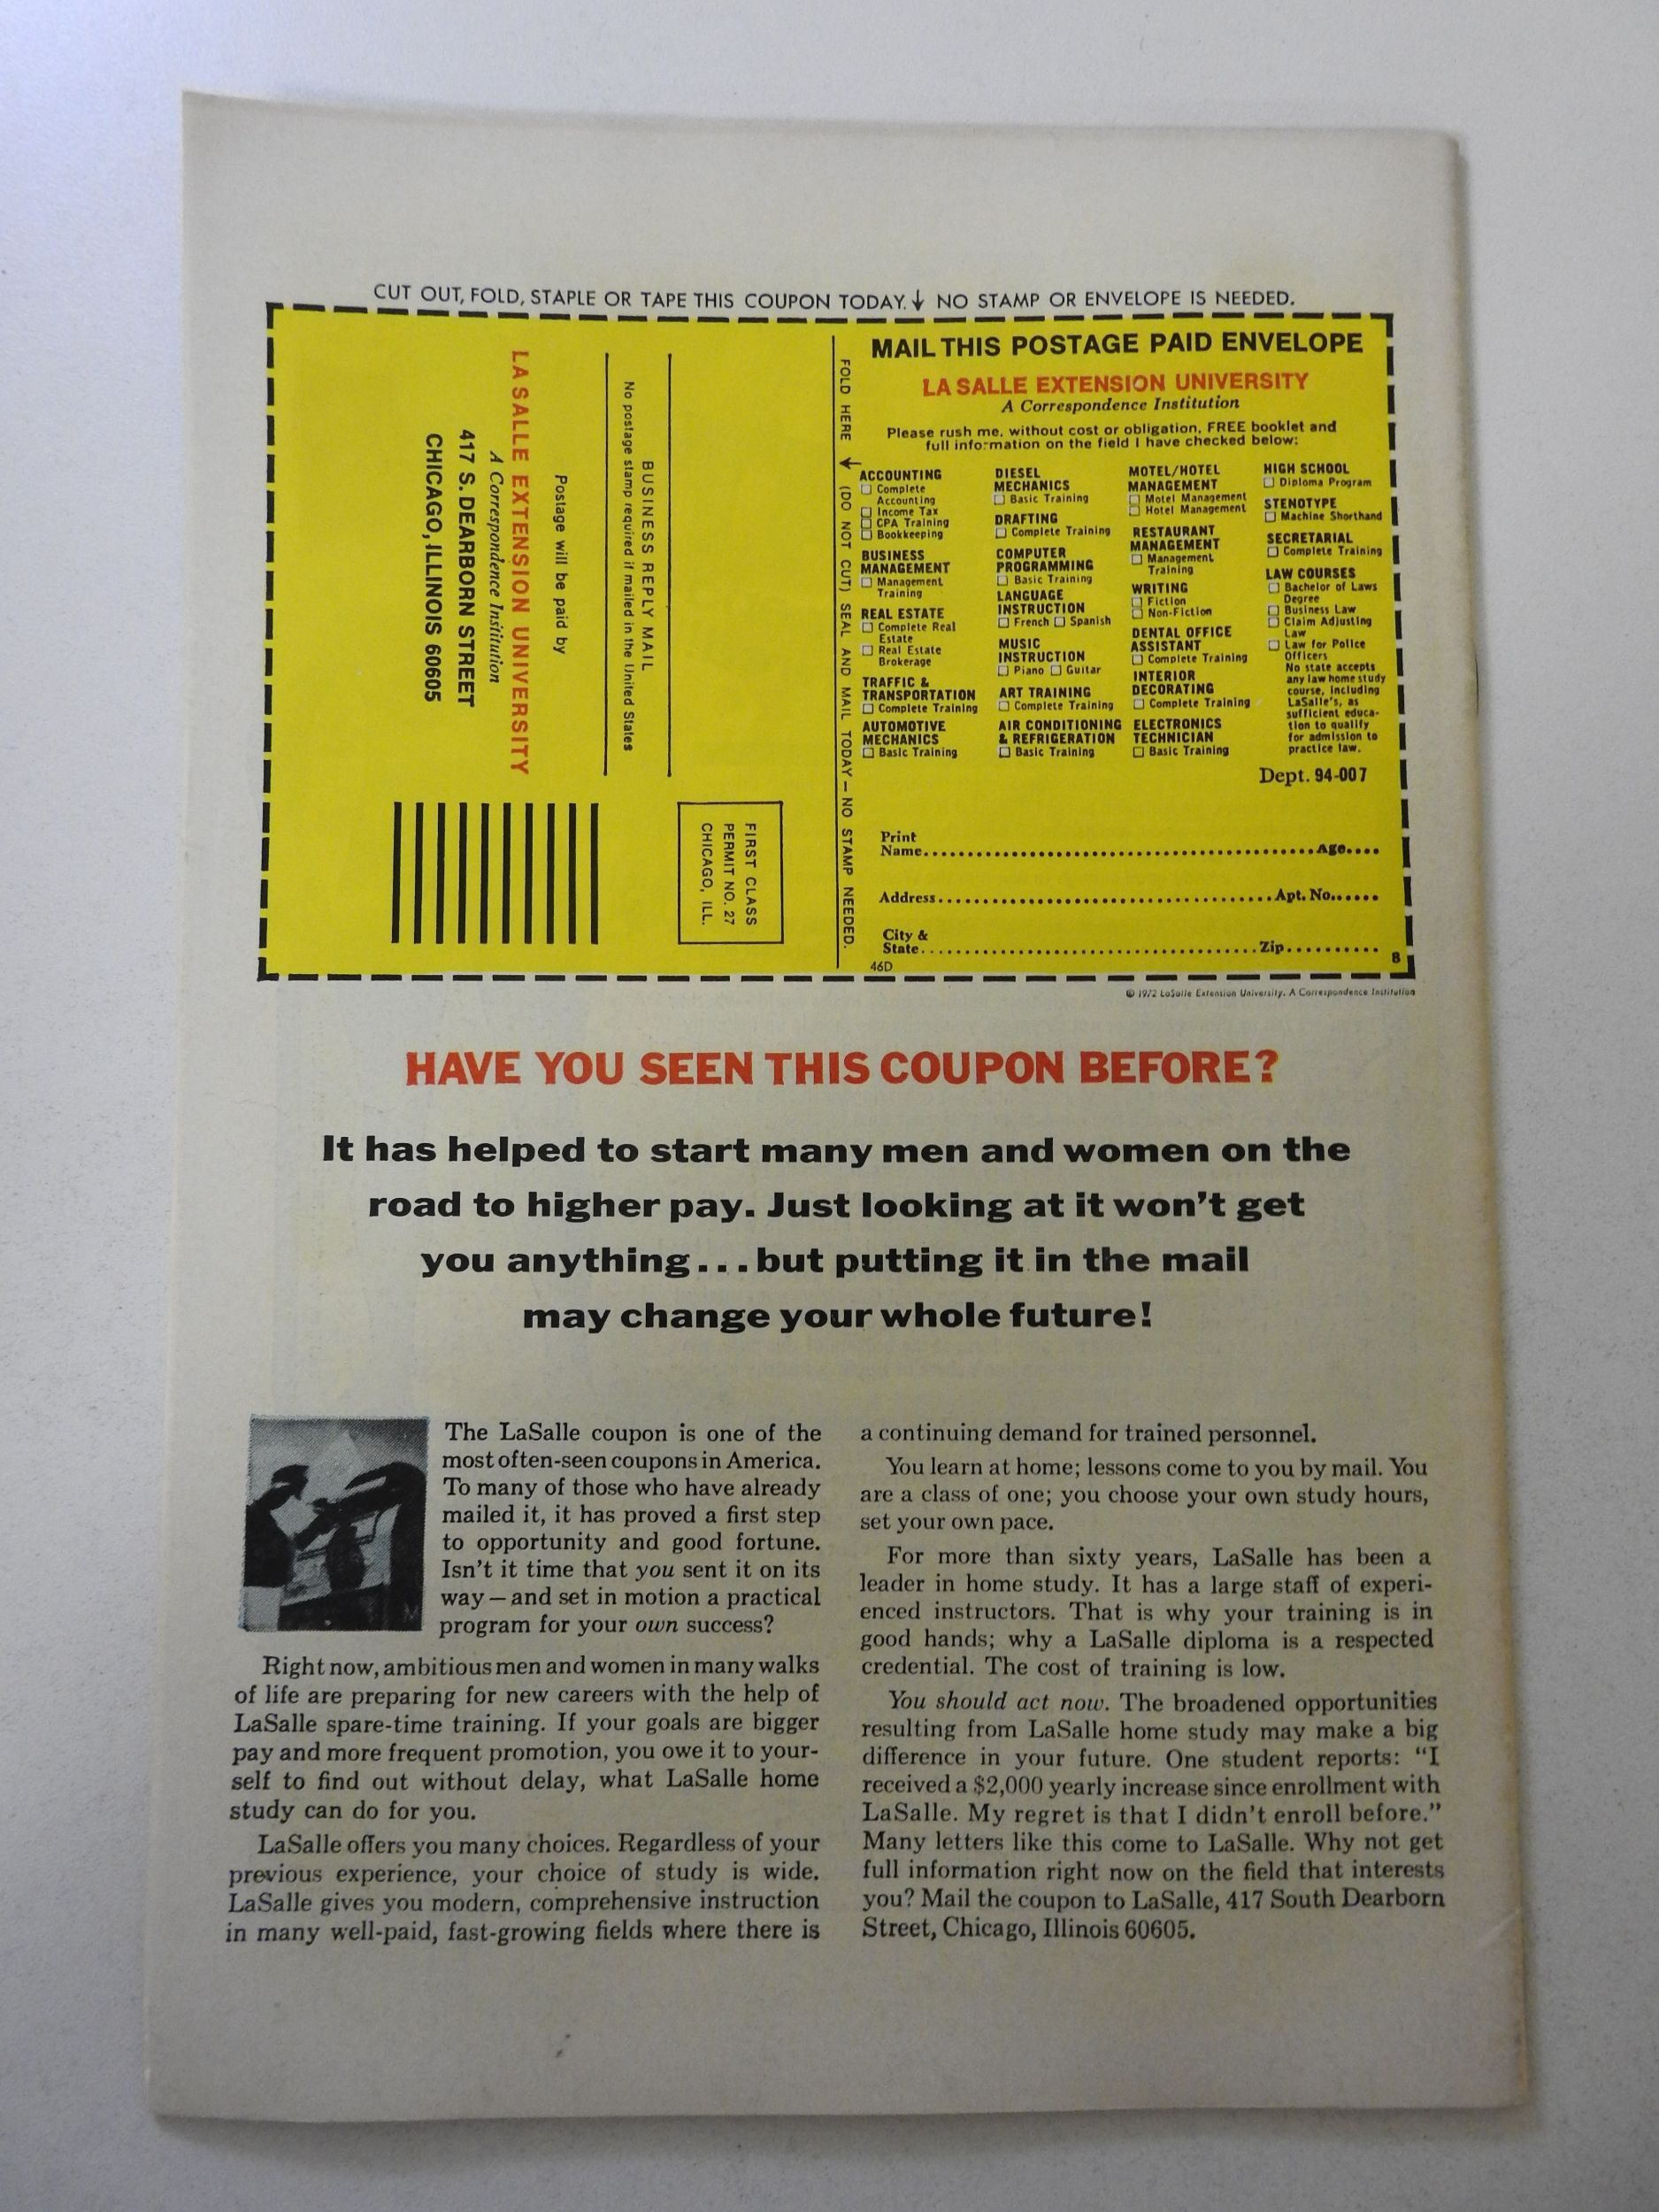 CUT OUT, FOLD, STAPLE OR TAPE THIS COUPON TODAY. ↓ NO STAMP OR ENVELOPE IS NEEDED.
BUSINESS REPLY MAIL
No postage stamp required if mailed in the United States
Postage will be paid by
LA SALLE EXTENSION UNIVERSITY
A Correspondence Institution
417 S. DEARBORN STREET
CHICAGO, ILLINOIS 60605
FIRST CLASS
PERMIT NO. 27
CHICAGO, ILL.
FOLD HERE ↓ (DO NOT CUT) SEAL AND MAIL TODAY — NO STAMP NEEDED.
MAIL THIS POSTAGE PAID ENVELOPE
LA SALLE EXTENSION UNIVERSITY
A Correspondence Institution
Please rush me, without cost or obligation, FREE booklet and
full information on the field I have checked below:
ACCOUNTING
☐ Complete
Accounting
☐ Income Tax
☐ CPA Training
☐ Bookkeeping
BUSINESS
MANAGEMENT
☐ Management
Training
REAL ESTATE
☐ Complete Real
Estate
☐ Real Estate
Brokerage
TRAFFIC &
TRANSPORTATION
☐ Complete Training
AUTOMOTIVE
MECHANICS
☐ Basic Training
DIESEL
MECHANICS
☐ Basic Training
DRAFTING
☐ Complete Training
COMPUTER
PROGRAMMING
☐ Basic Training
LANGUAGE
INSTRUCTION
☐ French ☐ Spanish
MUSIC
INSTRUCTION
☐ Piano ☐ Guitar
ART TRAINING
☐ Complete Training
AIR CONDITIONING
& REFRIGERATION
☐ Basic Training
MOTEL/HOTEL
MANAGEMENT
☐ Motel Management
☐ Hotel Management
RESTAURANT
MANAGEMENT
☐ Management
Training
WRITING
☐ Fiction
☐ Non-Fiction
DENTAL OFFICE
ASSISTANT
☐ Complete Training
INTERIOR
DECORATING
☐ Complete Training
ELECTRONICS
TECHNICIAN
☐ Basic Training
HIGH SCHOOL
☐ Diploma Program
STENOTYPE
☐ Machine Shorthand
SECRETARIAL
☐ Complete Training
LAW COURSES
☐ Bachelor of Laws
Degree
☐ Business Law
☐ Claim Adjusting
Law
☐ Law for Police
Officers
No state accepts
any law home study
course, including
LaSalle's, as
sufficient educa-
tion to qualify
for admission to
practice law.
Dept. 94-007
Print
Name........Age....
Address........Apt. No......
City &
State........Zip..........
46D
8
© 1972 LaSalle Extension University. A Correspondence Institution
HAVE YOU SEEN THIS COUPON BEFORE?
It has helped to start many men and women on the
road to higher pay. Just looking at it won't get
you anything...but putting it in the mail
may change your whole future!
The LaSalle coupon is one of the
most often-seen coupons in America.
To many of those who have already
mailed it, it has proved a first step
to opportunity and good fortune.
Isn't it time that you sent it on its
way — and set in motion a practical
program for your own success?
Right now, ambitious men and women in many walks
of life are preparing for new careers with the help of
LaSalle spare-time training. If your goals are bigger
pay and more frequent promotion, you owe it to your-
self to find out without delay, what LaSalle home
study can do for you.
LaSalle offers you many choices. Regardless of your
previous experience, your choice of study is wide.
LaSalle gives you modern, comprehensive instruction
in many well-paid, fast-growing fields where there is
a continuing demand for trained personnel.
You learn at home; lessons come to you by mail. You
are a class of one; you choose your own study hours,
set your own pace.
For more than sixty years, LaSalle has been a
leader in home study. It has a large staff of experi-
enced instructors. That is why your training is in
good hands; why a LaSalle diploma is a respected
credential. The cost of training is low.
You should act now. The broadened opportunities
resulting from LaSalle home study may make a big
difference in your future. One student reports: "I
received a $2,000 yearly increase since enrollment with
LaSalle. My regret is that I didn't enroll before."
Many letters like this come to LaSalle. Why not get
full information right now on the field that interests
you? Mail the coupon to LaSalle, 417 South Dearborn
Street, Chicago, Illinois 60605.